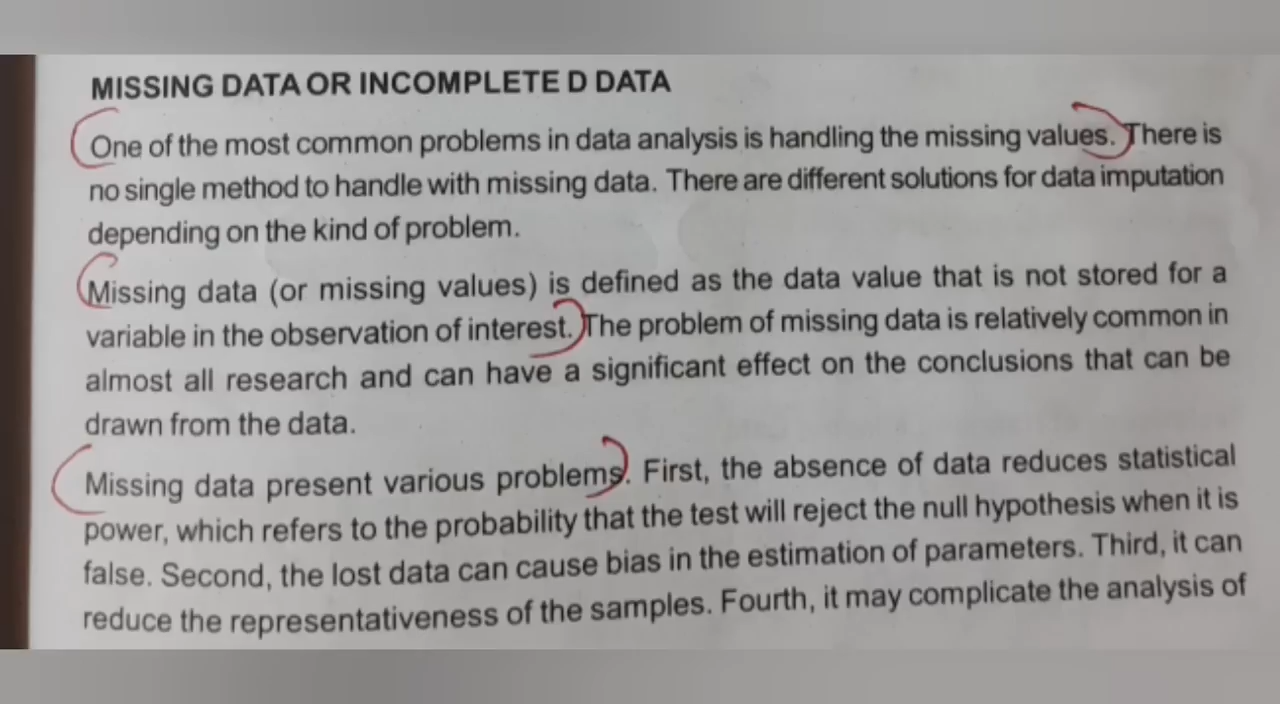 MISSING DATA OR INCOMPLETE D DATA
One of the most common problems in data analysis is handling the missing values. There is
no single method to handle with missing data. There are different solutions for data imputation
depending on the kind of problem.
Missing data (or missing values) is defined as the data value that is not stored for a
variable in the observation of interest. The problem of missing data is relatively common in
almost all research and can have a significant effect on the conclusions that can be
drawn from the data.
Missing data present various problems. First, the absence of data reduces statistical
power, which refers to the probability that the test will reject the null hypothesis when it is
false. Second, the lost data can cause bias in the estimation of parameters. Third, it can
reduce the representativeness of the samples. Fourth, it may complicate the analysis of